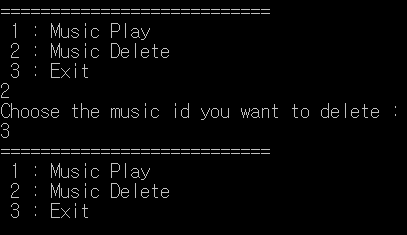 ===========================
1 : Music Play
2 : Music Delete
3 : Exit
2
Choose the music id you want to delete :
3
===========================
1 : Music Play
2 : Music Delete
3 : Exit